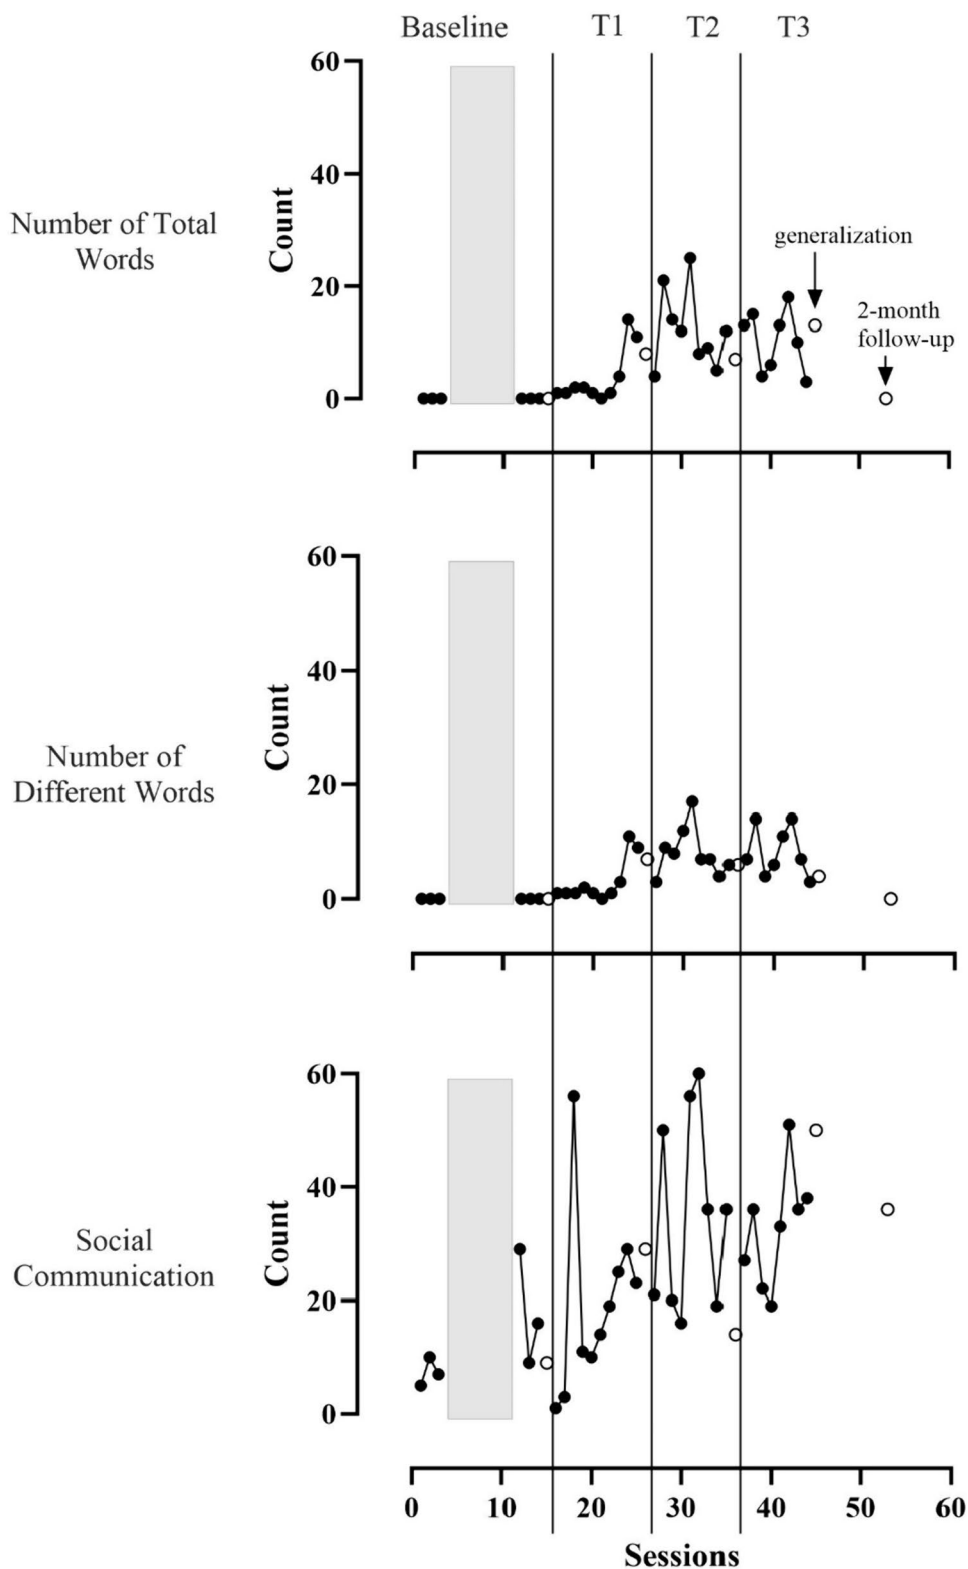 Baseline T1 T2 T3
60
40
20
0
Count
Number of Total
Words
generalization
2-month
follow-up
60
40
20
0
Count
Number of
Different Words
60
40
20
0
Count
Social
Communication
0 10 20 30 40 50 60
Sessions